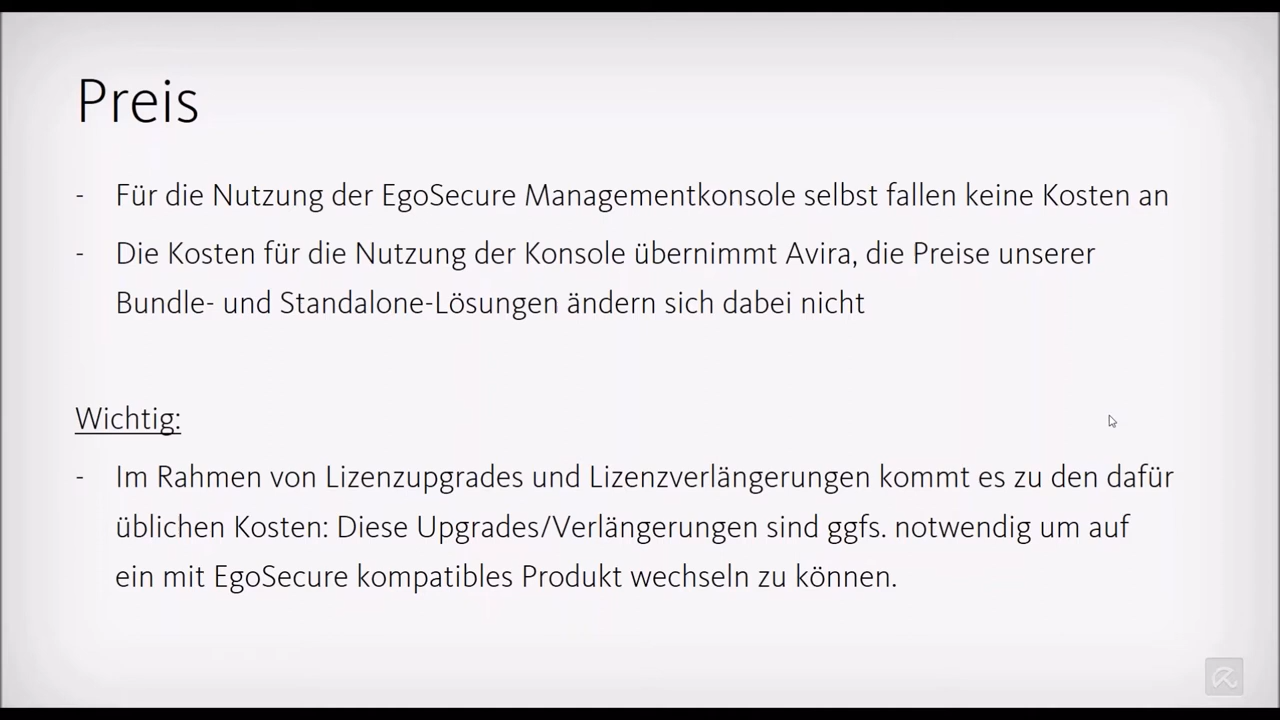 Preis
- Für die Nutzung der EgoSecure Managementkonsole selbst fallen keine Kosten an
- Die Kosten für die Nutzung der Konsole übernimmt Avira, die Preise unserer
Bundle- und Standalone-Lösungen ändern sich dabei nicht
Wichtig:
- Im Rahmen von Lizenzupgrades und Lizenzverlängerungen kommt es zu den dafür
üblichen Kosten: Diese Upgrades/Verlängerungen sind ggfs. notwendig um auf
ein mit EgoSecure kompatibles Produkt wechseln zu können.